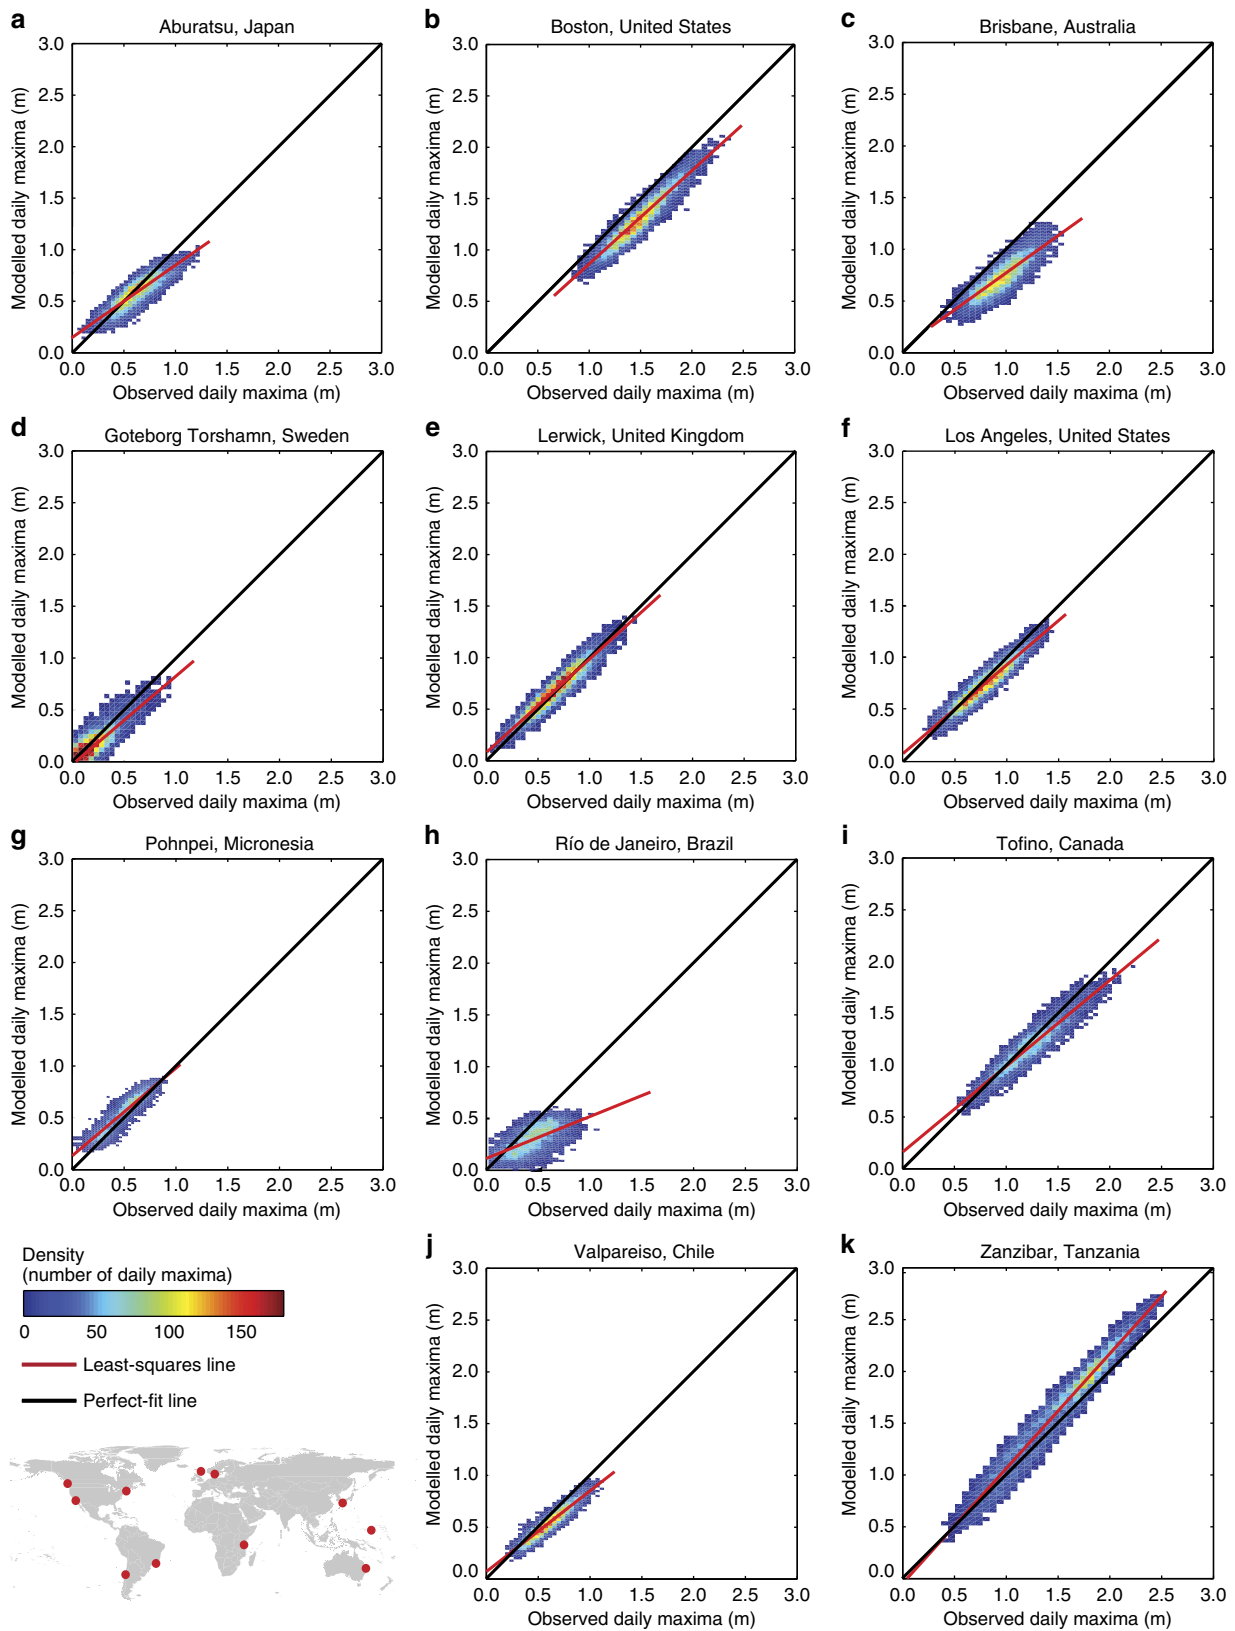 a
Aburatsu, Japan
3.0
2.5
2.0
1.5
1.0
0.5
0.0
Modelled daily maxima (m)
0.0 0.5 1.0 1.5 2.0 2.5 3.0
Observed daily maxima (m)
b
Boston, United States
3.0
2.5
2.0
1.5
1.0
0.5
0.0
Modelled daily maxima (m)
0.0 0.5 1.0 1.5 2.0 2.5 3.0
Observed daily maxima (m)
c
Brisbane, Australia
3.0
2.5
2.0
1.5
1.0
0.5
0.0
Modelled daily maxima (m)
0.0 0.5 1.0 1.5 2.0 2.5 3.0
Observed daily maxima (m)
d
Goteborg Torshamn, Sweden
3.0
2.5
2.0
1.5
1.0
0.5
0.0
Modelled daily maxima (m)
0.0 0.5 1.0 1.5 2.0 2.5 3.0
Observed daily maxima (m)
e
Lerwick, United Kingdom
3.0
2.5
2.0
1.5
1.0
0.5
0.0
Modelled daily maxima (m)
0.0 0.5 1.0 1.5 2.0 2.5 3.0
Observed daily maxima (m)
f
Los Angeles, United States
3.0
2.5
2.0
1.5
1.0
0.5
0.0
Modelled daily maxima (m)
0.0 0.5 1.0 1.5 2.0 2.5 3.0
Observed daily maxima (m)
g
Pohnpei, Micronesia
3.0
2.5
2.0
1.5
1.0
0.5
0.0
Modelled daily maxima (m)
0.0 0.5 1.0 1.5 2.0 2.5 3.0
Observed daily maxima (m)
h
Río de Janeiro, Brazil
3.0
2.5
2.0
1.5
1.0
0.5
0.0
Modelled daily maxima (m)
0.0 0.5 1.0 1.5 2.0 2.5 3.0
Observed daily maxima (m)
i
Tofino, Canada
3.0
2.5
2.0
1.5
1.0
0.5
0.0
Modelled daily maxima (m)
0.0 0.5 1.0 1.5 2.0 2.5 3.0
Observed daily maxima (m)
Density
(number of daily maxima)
0 50 100 150
Least-squares line
Perfect-fit line
j
Valpareiso, Chile
3.0
2.5
2.0
1.5
1.0
0.5
0.0
Modelled daily maxima (m)
0.0 0.5 1.0 1.5 2.0 2.5 3.0
Observed daily maxima (m)
k
Zanzibar, Tanzania
3.0
2.5
2.0
1.5
1.0
0.5
0.0
Modelled daily maxima (m)
0.0 0.5 1.0 1.5 2.0 2.5 3.0
Observed daily maxima (m)